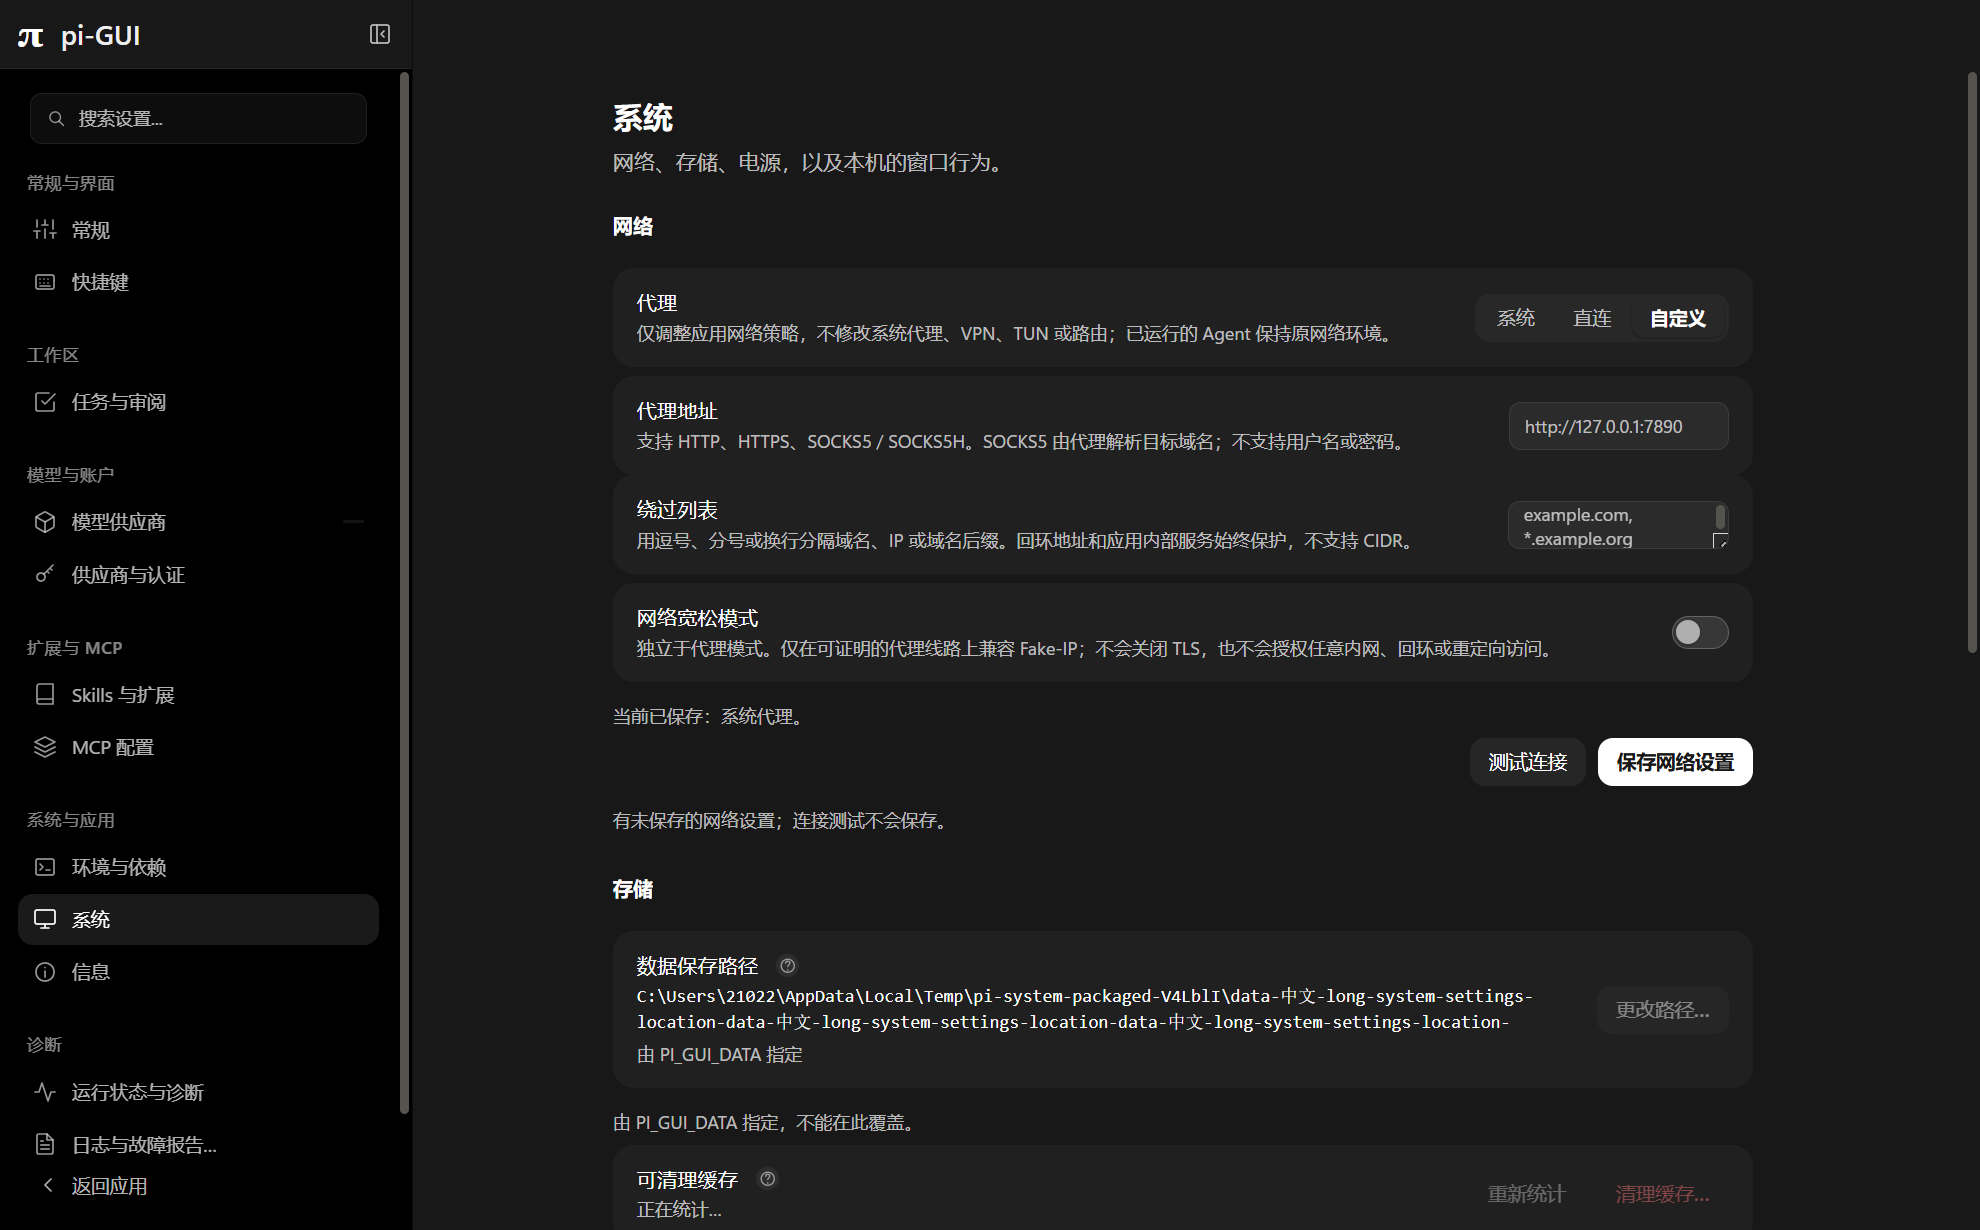 π pi-GUI
搜索设置...
常规与界面
常规
快捷键
工作区
任务与审阅
模型与账户
模型供应商
供应商与认证
扩展与 MCP
Skills 与扩展
MCP 配置
系统与应用
环境与依赖
系统
信息
诊断
运行状态与诊断
日志与故障报告...
返回应用
系统
网络、存储、电源，以及本机的窗口行为。
网络
代理
仅调整应用网络策略，不修改系统代理、VPN、TUN 或路由；已运行的 Agent 保持原网络环境。
系统 直连 自定义
代理地址
支持 HTTP、HTTPS、SOCKS5 / SOCKS5H。SOCKS5 由代理解析目标域名；不支持用户名或密码。
http://127.0.0.1:7890
绕过列表
用逗号、分号或换行分隔域名、IP 或域名后缀。回环地址和应用内部服务始终保护，不支持 CIDR。
example.com,
*.example.org
网络宽松模式
独立于代理模式。仅在可证明的代理线路上兼容 Fake-IP；不会关闭 TLS，也不会授权任意内网、回环或重定向访问。
当前已保存：系统代理。
测试连接 保存网络设置
有未保存的网络设置；连接测试不会保存。
存储
数据保存路径
C:\Users\21022\AppData\Local\Temp\pi-system-packaged-V4LblI\data-中文-long-system-settings-
location-data-中文-long-system-settings-location-data-中文-long-system-settings-location-
由 PI_GUI_DATA 指定
更改路径...
由 PI_GUI_DATA 指定，不能在此覆盖。
可清理缓存
正在统计...
重新统计 清理缓存...